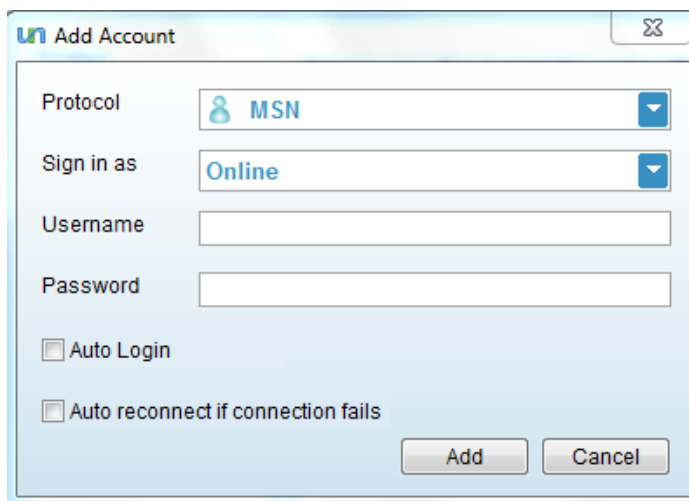 un Add Account
Protocol MSN
Sign in as Online
Username
Password
Auto Login
Auto reconnect if connection fails
Add Cancel